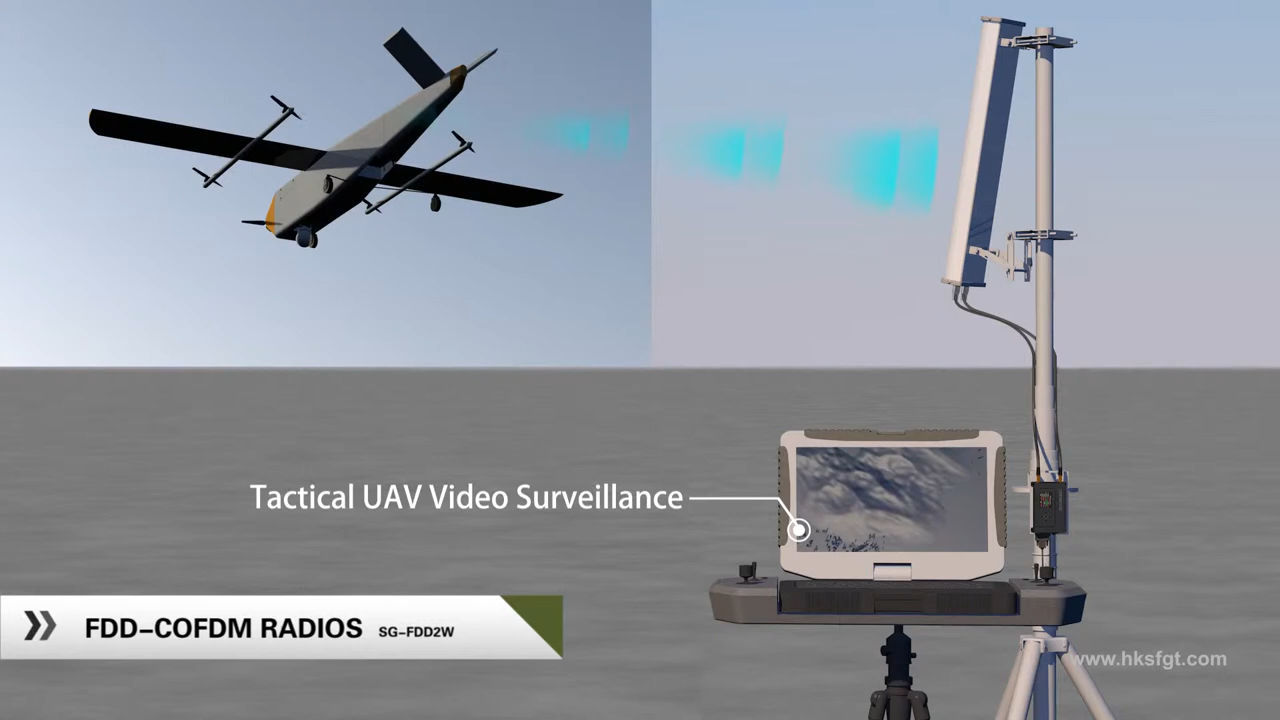 Tactical UAV Video Surveillance
FDD-COFDM RADIOS SG-FDD2W
www.hksfgt.com